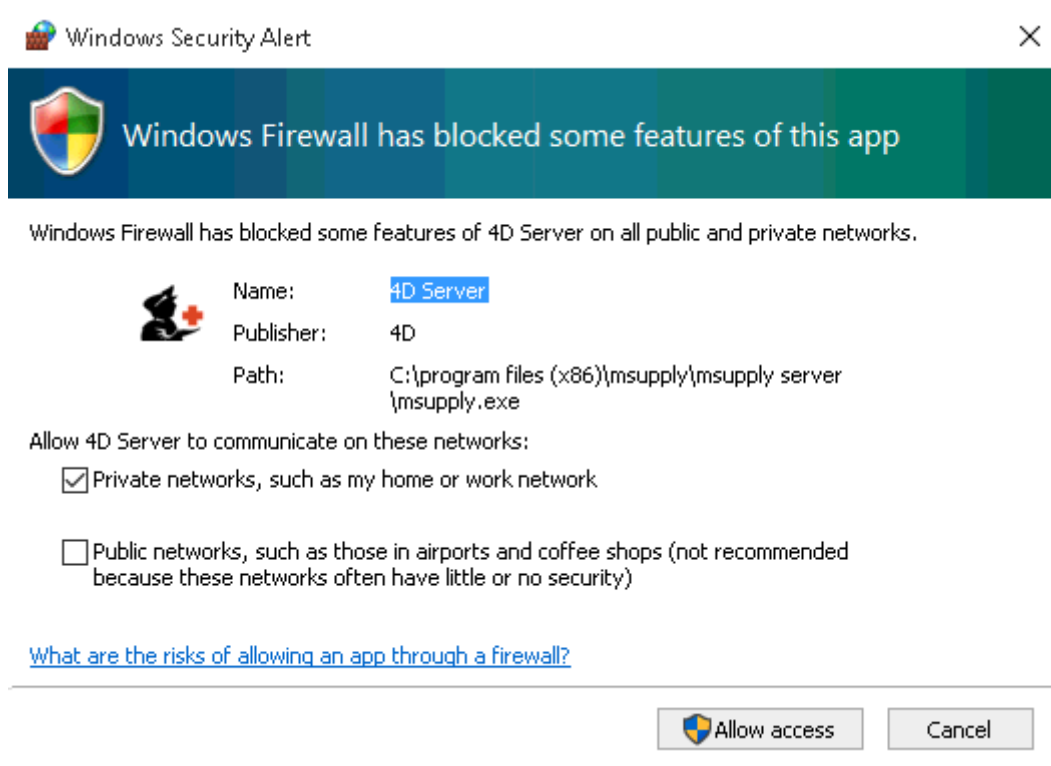 Windows Security Alert
Windows Firewall has blocked some features of this app
Windows Firewall has blocked some features of 4D Server on all public and private networks.
Name: 4D Server
Publisher: 4D
Path: C:\program files (x86)\msupply\msupply server
\msupply.exe
Allow 4D Server to communicate on these networks:
Private networks, such as my home or work network
Public networks, such as those in airports and coffee shops (not recommended
because these networks often have little or no security)
What are the risks of allowing an app through a firewall?
Allow access Cancel